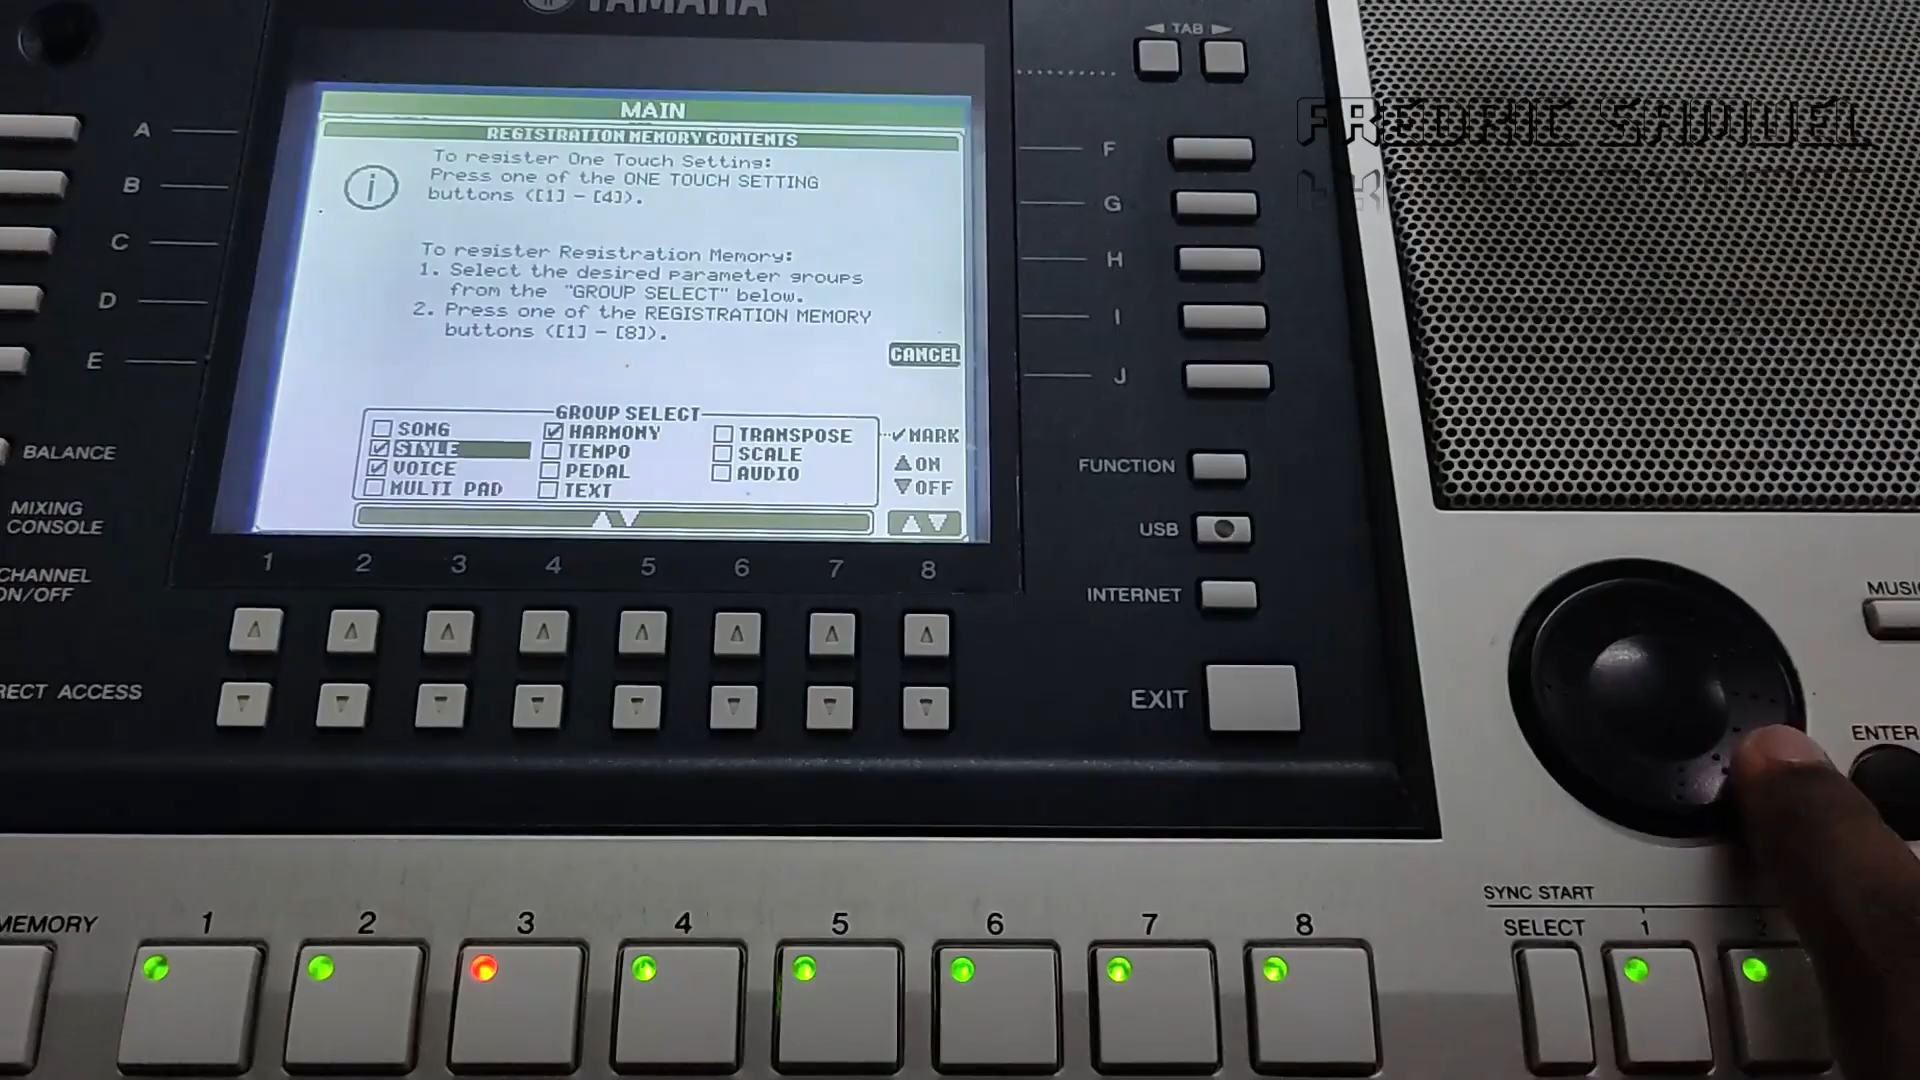 YAMAHA
TAB
FREDRIC SAMUEL
MAIN
REGISTRATION MEMORY CONTENTS
To register One Touch Setting:
Press one of the ONE TOUCH SETTING
buttons ([1] - [4]).
To register Registration Memory:
1. Select the desired parameter groups
from the "GROUP SELECT" below.
2. Press one of the REGISTRATION MEMORY
buttons ([1] - [8]).
CANCEL
GROUP SELECT
SONG HARMONY TRANSPOSE
STYLE TEMPO SCALE
VOICE PEDAL AUDIO
MULTI PAD TEXT
MARK
ON
OFF
A
B
C
D
E
F
G
H
I
J
BALANCE
MIXING
CONSOLE
CHANNEL
ON/OFF
RECT ACCESS
1 2 3 4 5 6 7 8
FUNCTION
USB
INTERNET
EXIT
MUSIC
ENTER
MEMORY
1 2 3 4 5 6 7 8
SYNC START
SELECT 1 2